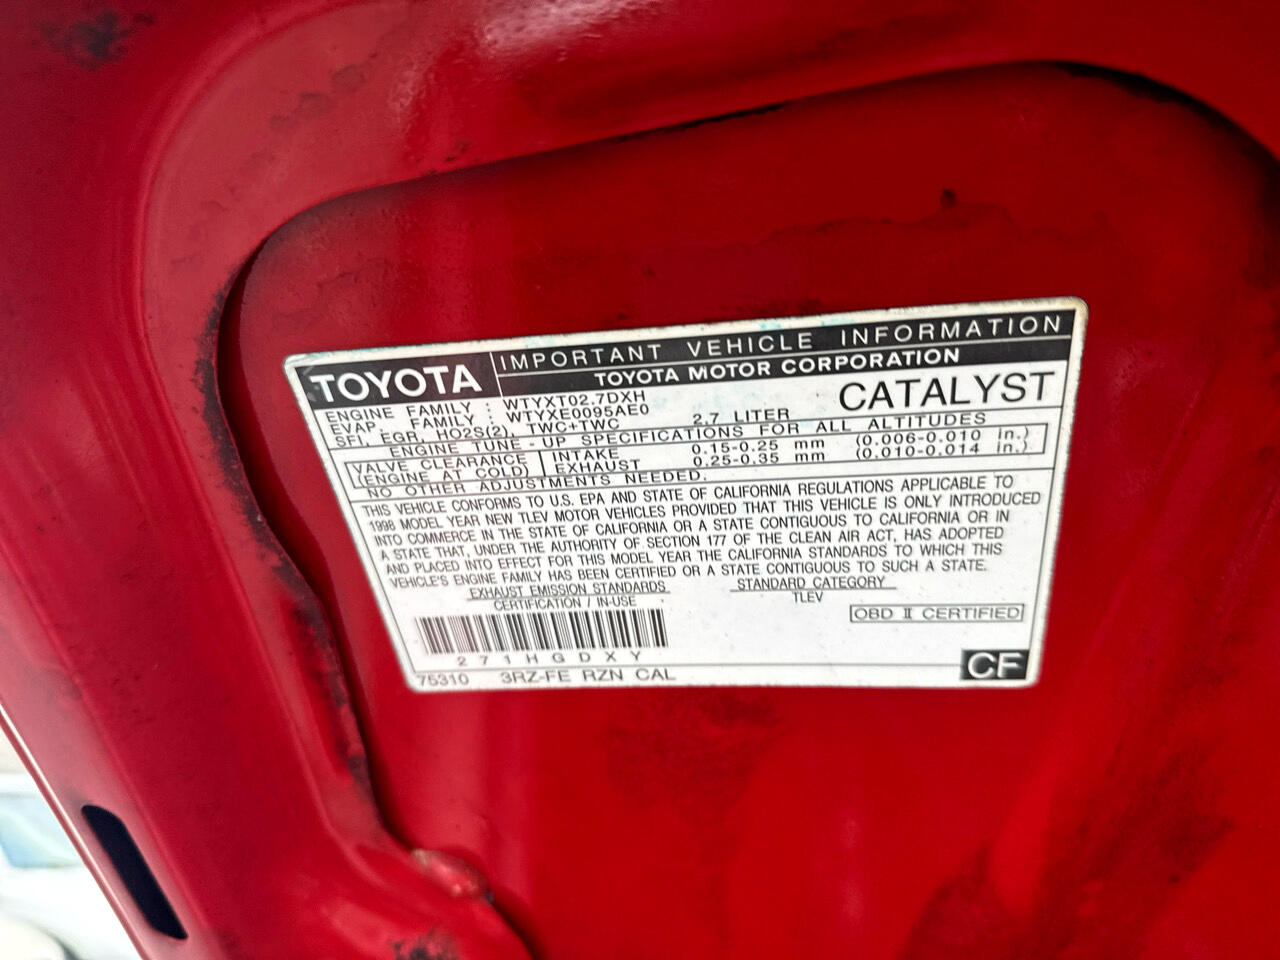 TOYOTA
IMPORTANT VEHICLE INFORMATION
TOYOTA MOTOR CORPORATION
ENGINE FAMILY : WTYXT02.7DXH
EVAP. FAMILY : WTYXE0095AE0
CATALYST
SFI, EGR, HO2S(2), TWC+TWC 2.7 LITER
ENGINE TUNE - UP SPECIFICATIONS FOR ALL ALTITUDES
VALVE CLEARANCE INTAKE 0.15-0.25 mm (0.006-0.010 in.)
(ENGINE AT COLD) EXHAUST 0.25-0.35 mm (0.010-0.014 in.)
NO OTHER ADJUSTMENTS NEEDED.
THIS VEHICLE CONFORMS TO U.S. EPA AND STATE OF CALIFORNIA REGULATIONS APPLICABLE TO
1998 MODEL YEAR NEW TLEV MOTOR VEHICLES PROVIDED THAT THIS VEHICLE IS ONLY INTRODUCED
INTO COMMERCE IN THE STATE OF CALIFORNIA OR A STATE CONTIGUOUS TO CALIFORNIA OR IN
A STATE THAT, UNDER THE AUTHORITY OF SECTION 177 OF THE CLEAN AIR ACT, HAS ADOPTED
AND PLACED INTO EFFECT FOR THIS MODEL YEAR THE CALIFORNIA STANDARDS TO WHICH THIS
VEHICLE'S ENGINE FAMILY HAS BEEN CERTIFIED OR A STATE CONTIGUOUS TO SUCH A STATE.
EXHAUST EMISSION STANDARDS STANDARD CATEGORY
CERTIFICATION / IN-USE TLEV
OBD II CERTIFIED
271HGDXY
75310 3RZ-FE RZN CAL
CF